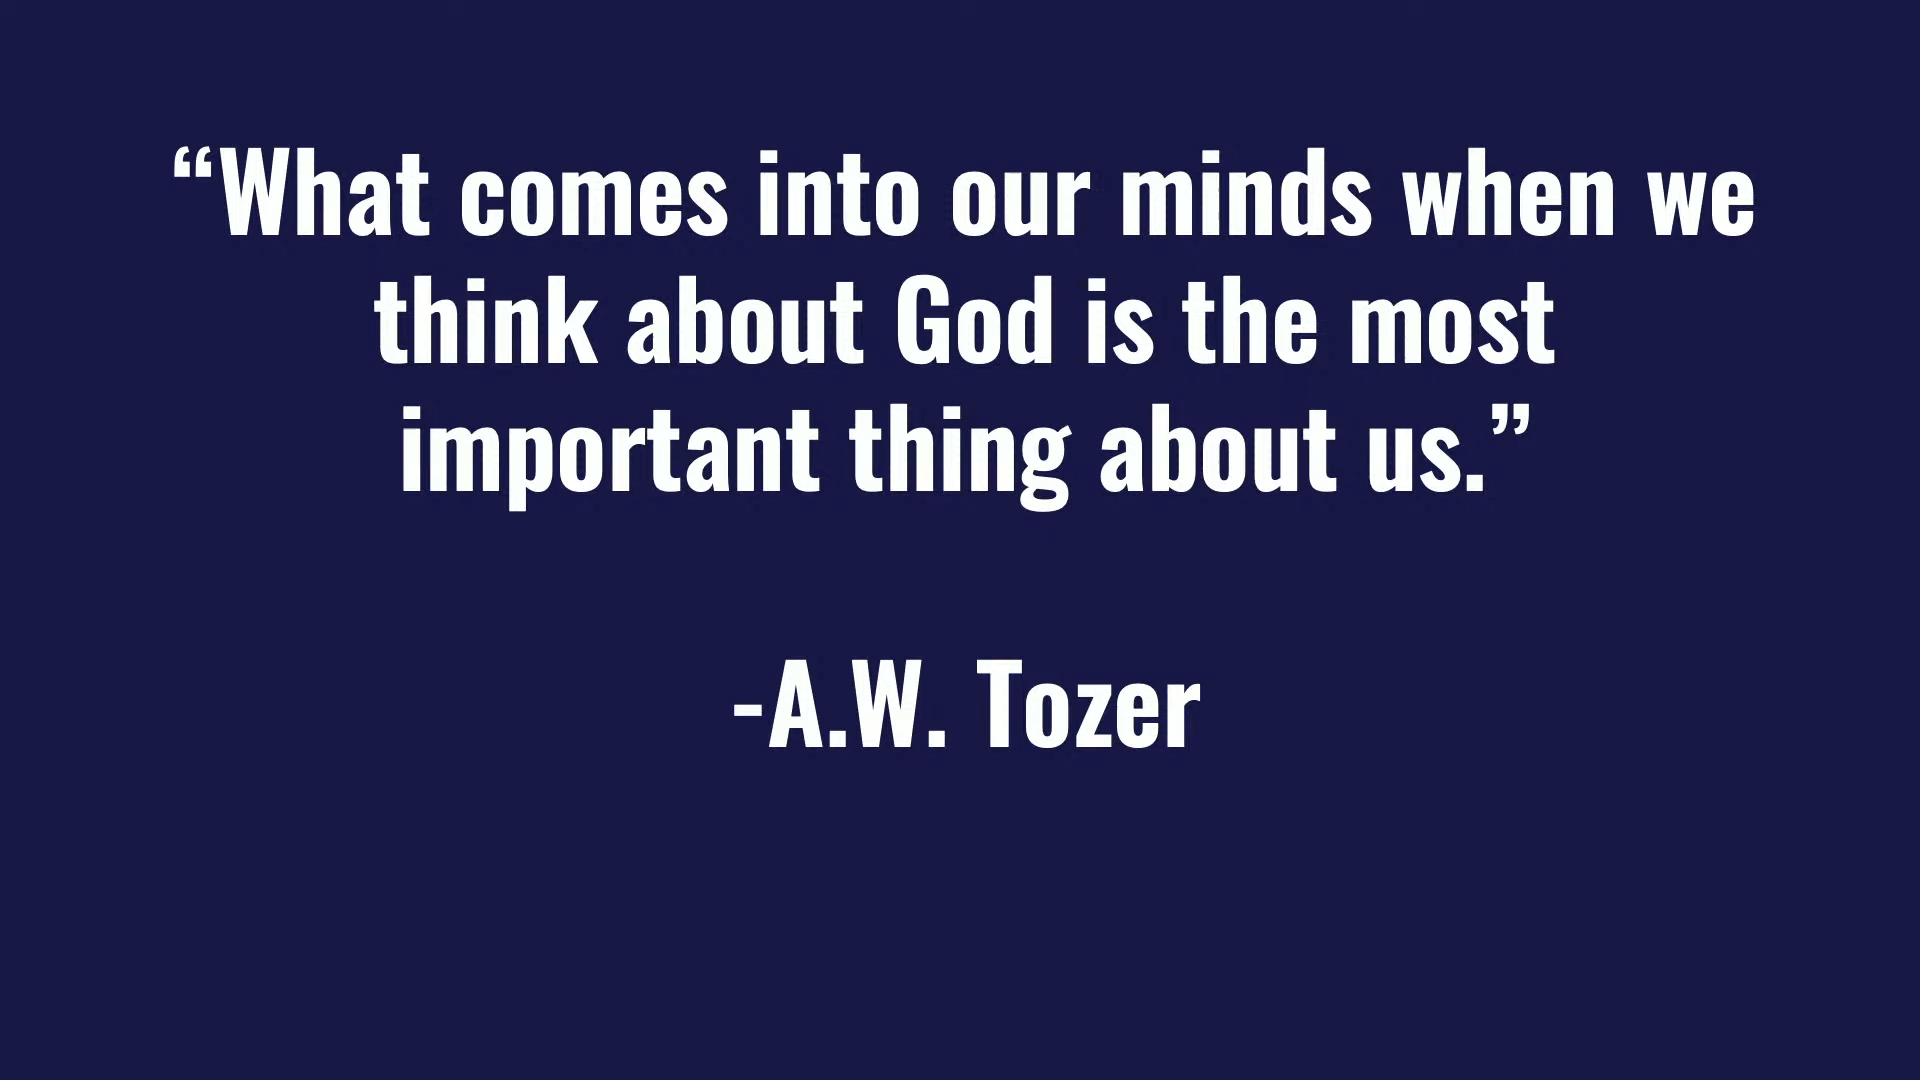 “What comes into our minds when we
think about God is the most
important thing about us.”
-A.W. Tozer